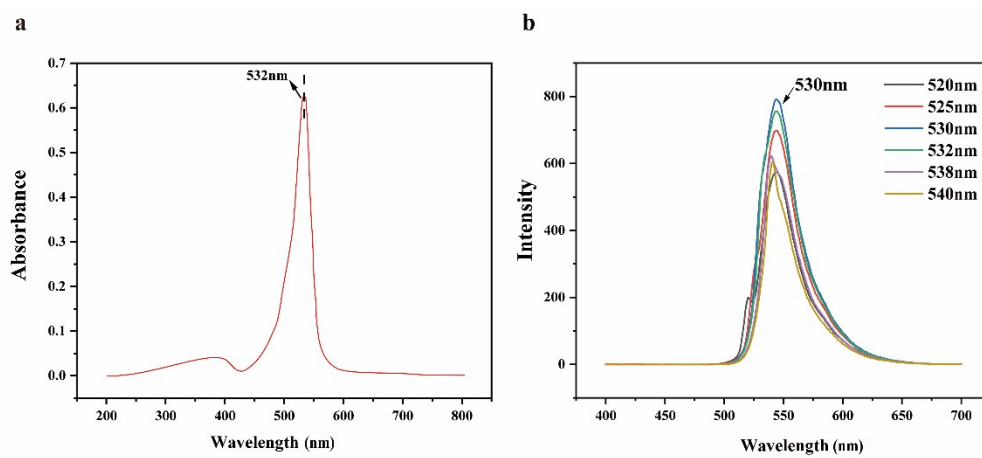 a
532nm
0.7
0.6
0.5
0.4
0.3
0.2
0.1
0.0
Absorbance
200
300
400
500
600
700
800
Wavelength (nm)
b
530nm
520nm
525nm
530nm
532nm
538nm
540nm
800
600
400
200
0
Intensity
400
450
500
550
600
650
700
Wavelength (nm)